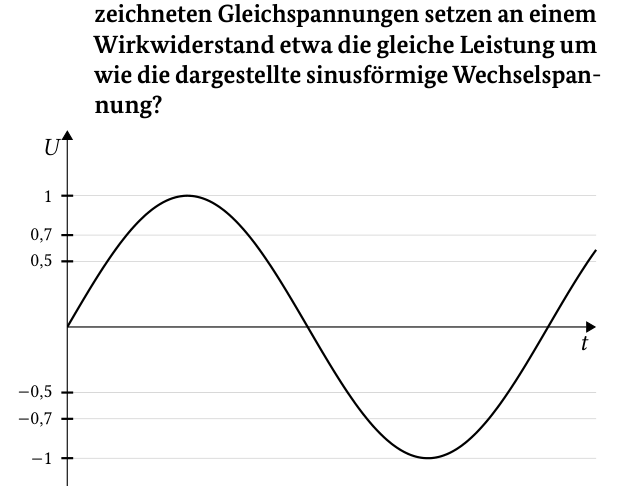 zeichneten Gleichspannungen setzen an einem
Wirkwiderstand etwa die gleiche Leistung um
wie die dargestellte sinusförmige Wechselspan-
nung?
U
1
0,7
0,5
t
−0,5
−0,7
−1